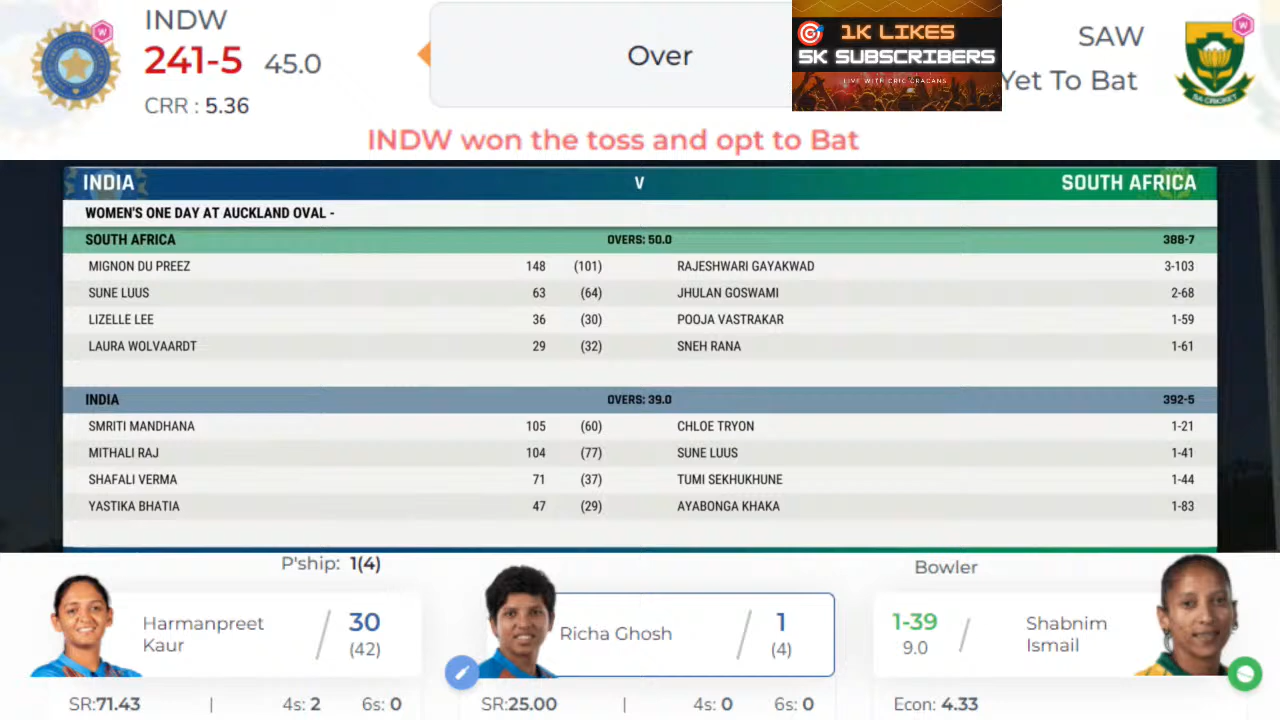 INDW
241-5 45.0
CRR : 5.36
Over
1K LIKES
5K SUBSCRIBERS
LIVE WITH CRIC CRACANS
SAW
Yet To Bat
SA CRICKET
INDW won the toss and opt to Bat
INDIA V SOUTH AFRICA
WOMEN'S ONE DAY AT AUCKLAND OVAL -
SOUTH AFRICA OVERS: 50.0 388-7
MIGNON DU PREEZ 148 (101) RAJESHWARI GAYAKWAD 3-103
SUNE LUUS 63 (64) JHULAN GOSWAMI 2-68
LIZELLE LEE 36 (30) POOJA VASTRAKAR 1-59
LAURA WOLVAARDT 29 (32) SNEH RANA 1-61
INDIA OVERS: 39.0 392-5
SMRITI MANDHANA 105 (60) CHLOE TRYON 1-21
MITHALI RAJ 104 (77) SUNE LUUS 1-41
SHAFALI VERMA 71 (37) TUMI SEKHUKHUNE 1-44
YASTIKA BHATIA 47 (29) AYABONGA KHAKA 1-83
P'ship: 1(4)
Bowler
Harmanpreet Kaur / 30 (42)
Richa Ghosh / 1 (4)
1-39 9.0 / Shabnim Ismail
SR:71.43 | 4s: 2 6s: 0
SR:25.00 | 4s: 0 6s: 0
Econ: 4.33